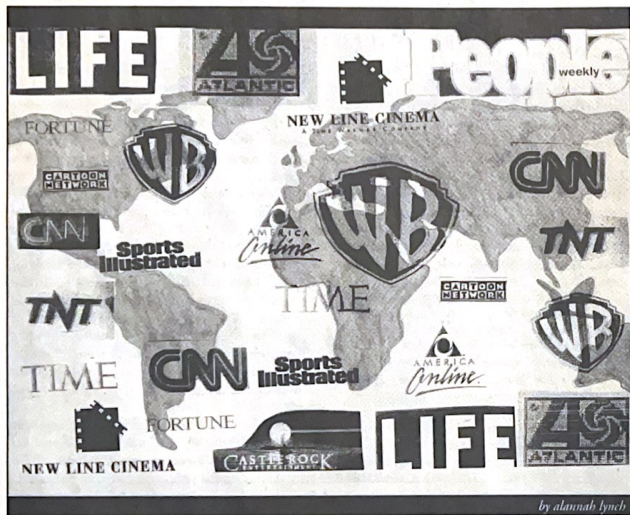 LIFE
ATLANTIC
People
weekly
NEW LINE CINEMA
A TIME WARNER COMPANY
FORTUNE
WB
CARTOON
NETWORK
CNN
CNN
Sports
Illustrated
AMERICA
Online
WB
TNT
TNT
TIME
CARTOON
NETWORK
WB
TIME
CNN
Sports
Illustrated
AMERICA
Online.
FORTUNE
NEW LINE CINEMA
CASTLE ROCK
ENTERTAINMENT
LIFE
ATLANTIC
by alannah lynch